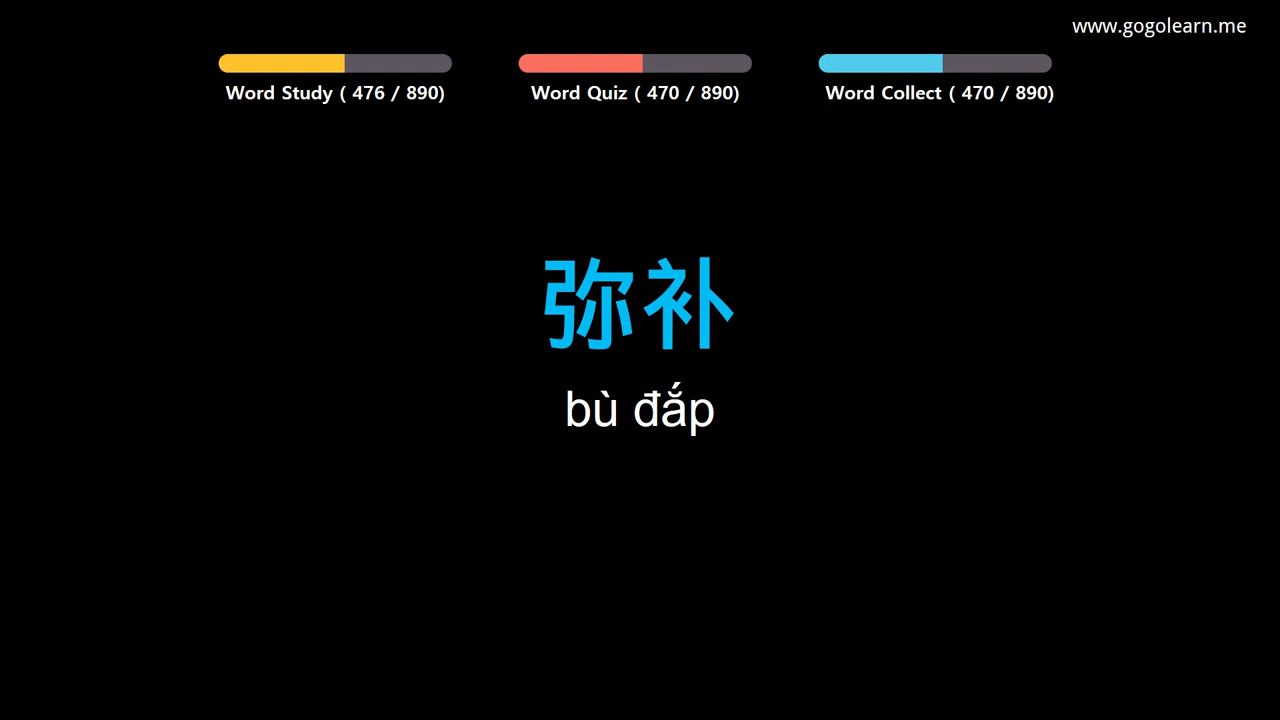 www.gogolearn.me
Word Study ( 476 / 890)
Word Quiz ( 470 / 890)
Word Collect ( 470 / 890)
弥补
bù đắp